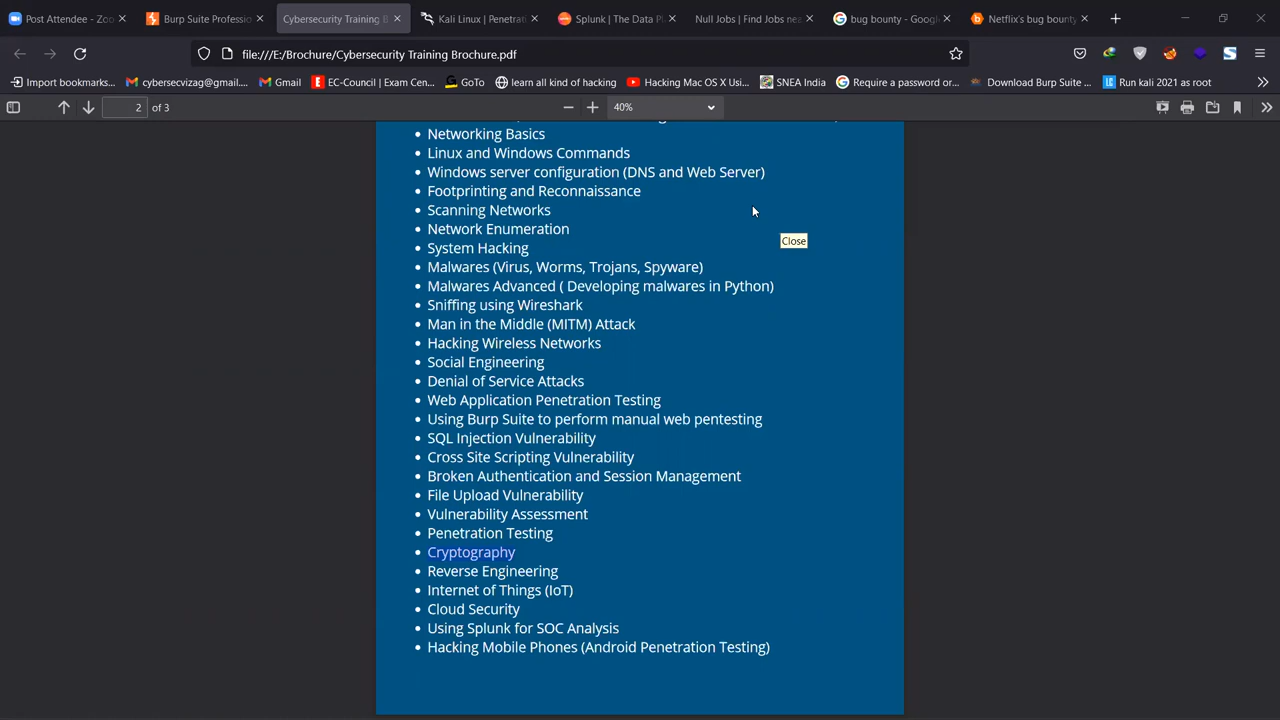 Post Attendee - Zoo
Burp Suite Professio
Cybersecurity Training B
Kali Linux | Penetrati
Splunk | The Data P
Null Jobs | Find Jobs nea
bug bounty - Google
Netflix's bug bounty
file:///E:/Brochure/Cybersecurity Training Brochure.pdf
Import bookmarks...
cybersecvizag@gmail....
Gmail
EC-Council | Exam Cen...
GoTo
learn all kind of hacking
Hacking Mac OS X Usi...
SNEA India
Require a password or...
Download Burp Suite ...
Run kali 2021 as root
2 of 3
40%
Networking Basics
Linux and Windows Commands
Windows server configuration (DNS and Web Server)
Footprinting and Reconnaissance
Scanning Networks
Network Enumeration
Close
System Hacking
Malwares (Virus, Worms, Trojans, Spyware)
Malwares Advanced ( Developing malwares in Python)
Sniffing using Wireshark
Man in the Middle (MITM) Attack
Hacking Wireless Networks
Social Engineering
Denial of Service Attacks
Web Application Penetration Testing
Using Burp Suite to perform manual web pentesting
SQL Injection Vulnerability
Cross Site Scripting Vulnerability
Broken Authentication and Session Management
File Upload Vulnerability
Vulnerability Assessment
Penetration Testing
Cryptography
Reverse Engineering
Internet of Things (IoT)
Cloud Security
Using Splunk for SOC Analysis
Hacking Mobile Phones (Android Penetration Testing)